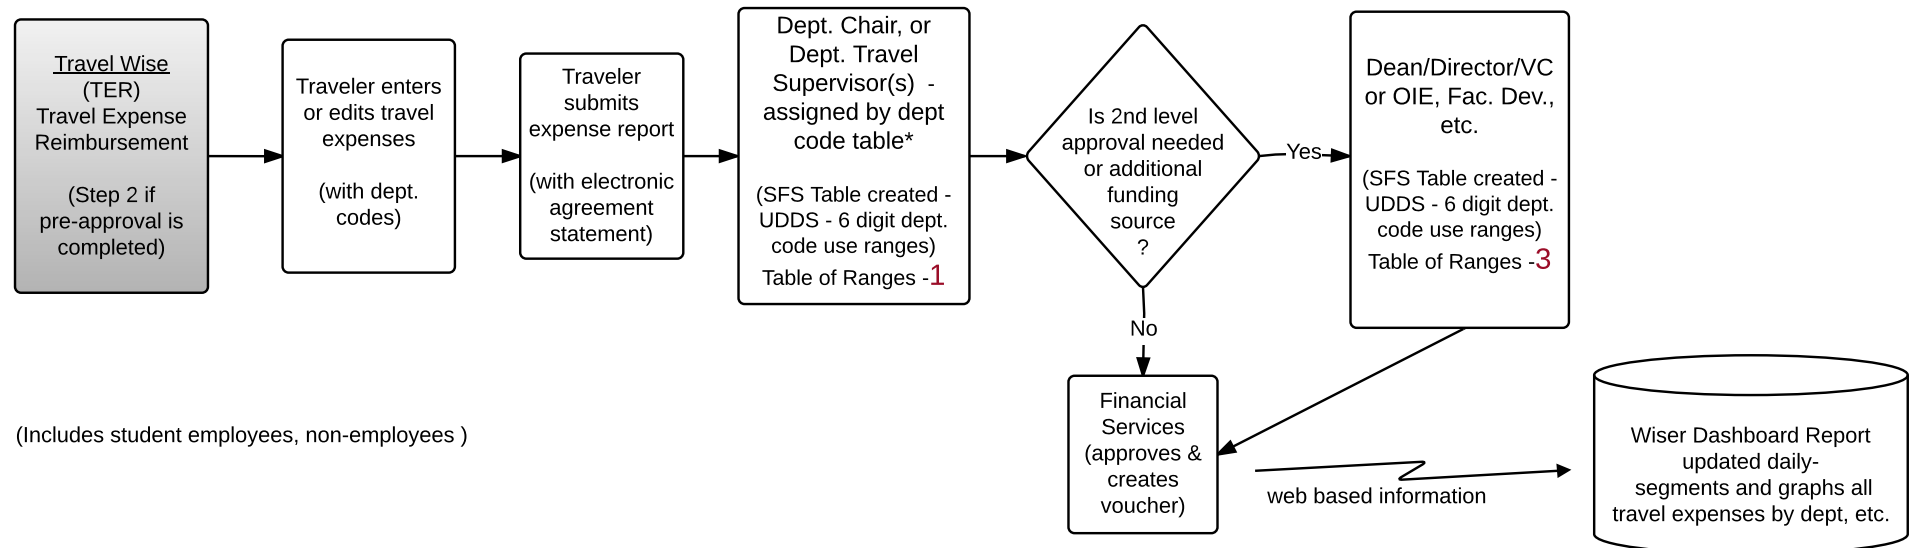 Travel Wise
(TER)
Travel Expense
Reimbursement
(Step 2 if
pre-approval is
completed)
Traveler enters
or edits travel
expenses
(with dept.
codes)
Traveler
submits
expense report
(with electronic
agreement
statement)
Dept. Chair, or
Dept. Travel
Supervisor(s)  -
assigned by dept
code table*
(SFS Table created -
UDDS - 6 digit dept.
code use ranges)
Table of Ranges -1
Is 2nd level
approval needed
or additional
funding
source
?
Yes
Dean/Director/VC
or OIE, Fac. Dev.,
etc.
(SFS Table created -
UDDS - 6 digit dept.
code use ranges)
Table of Ranges -3
No
Financial
Services
(approves &
creates
voucher)
web based information
Wiser Dashboard Report
updated daily-
segments and graphs all
travel expenses by dept, etc.
(Includes student employees, non-employees )